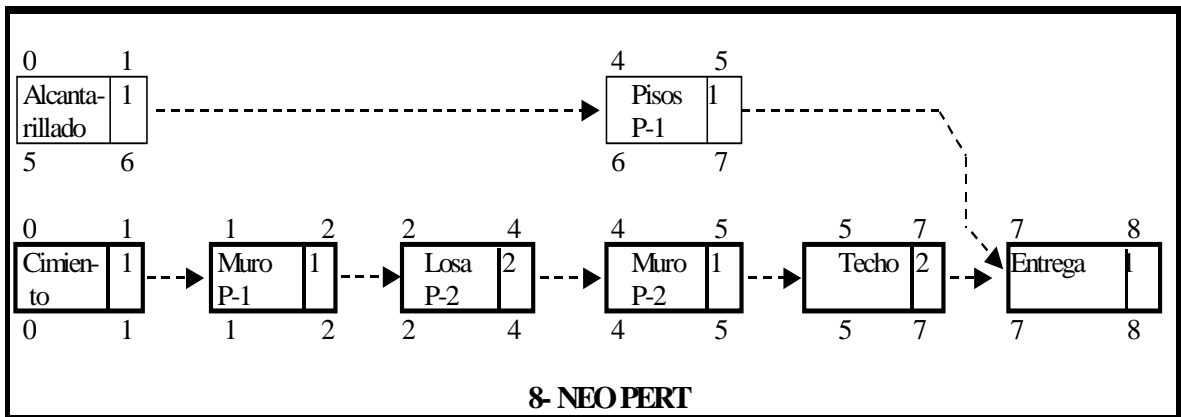 0 1 4 5
Alcanta- 1 Pisos 1
rillado P-1
5 6 6 7
0 1 1 2 2 4 4 5 5 7 7 8
Cimien- 1 Muro 1 Losa 2 Muro 1 Techo 2 Entrega 1
to P-1 P-2 P-2
0 1 1 2 2 4 4 5 5 7 7 8
8- NEO PERT